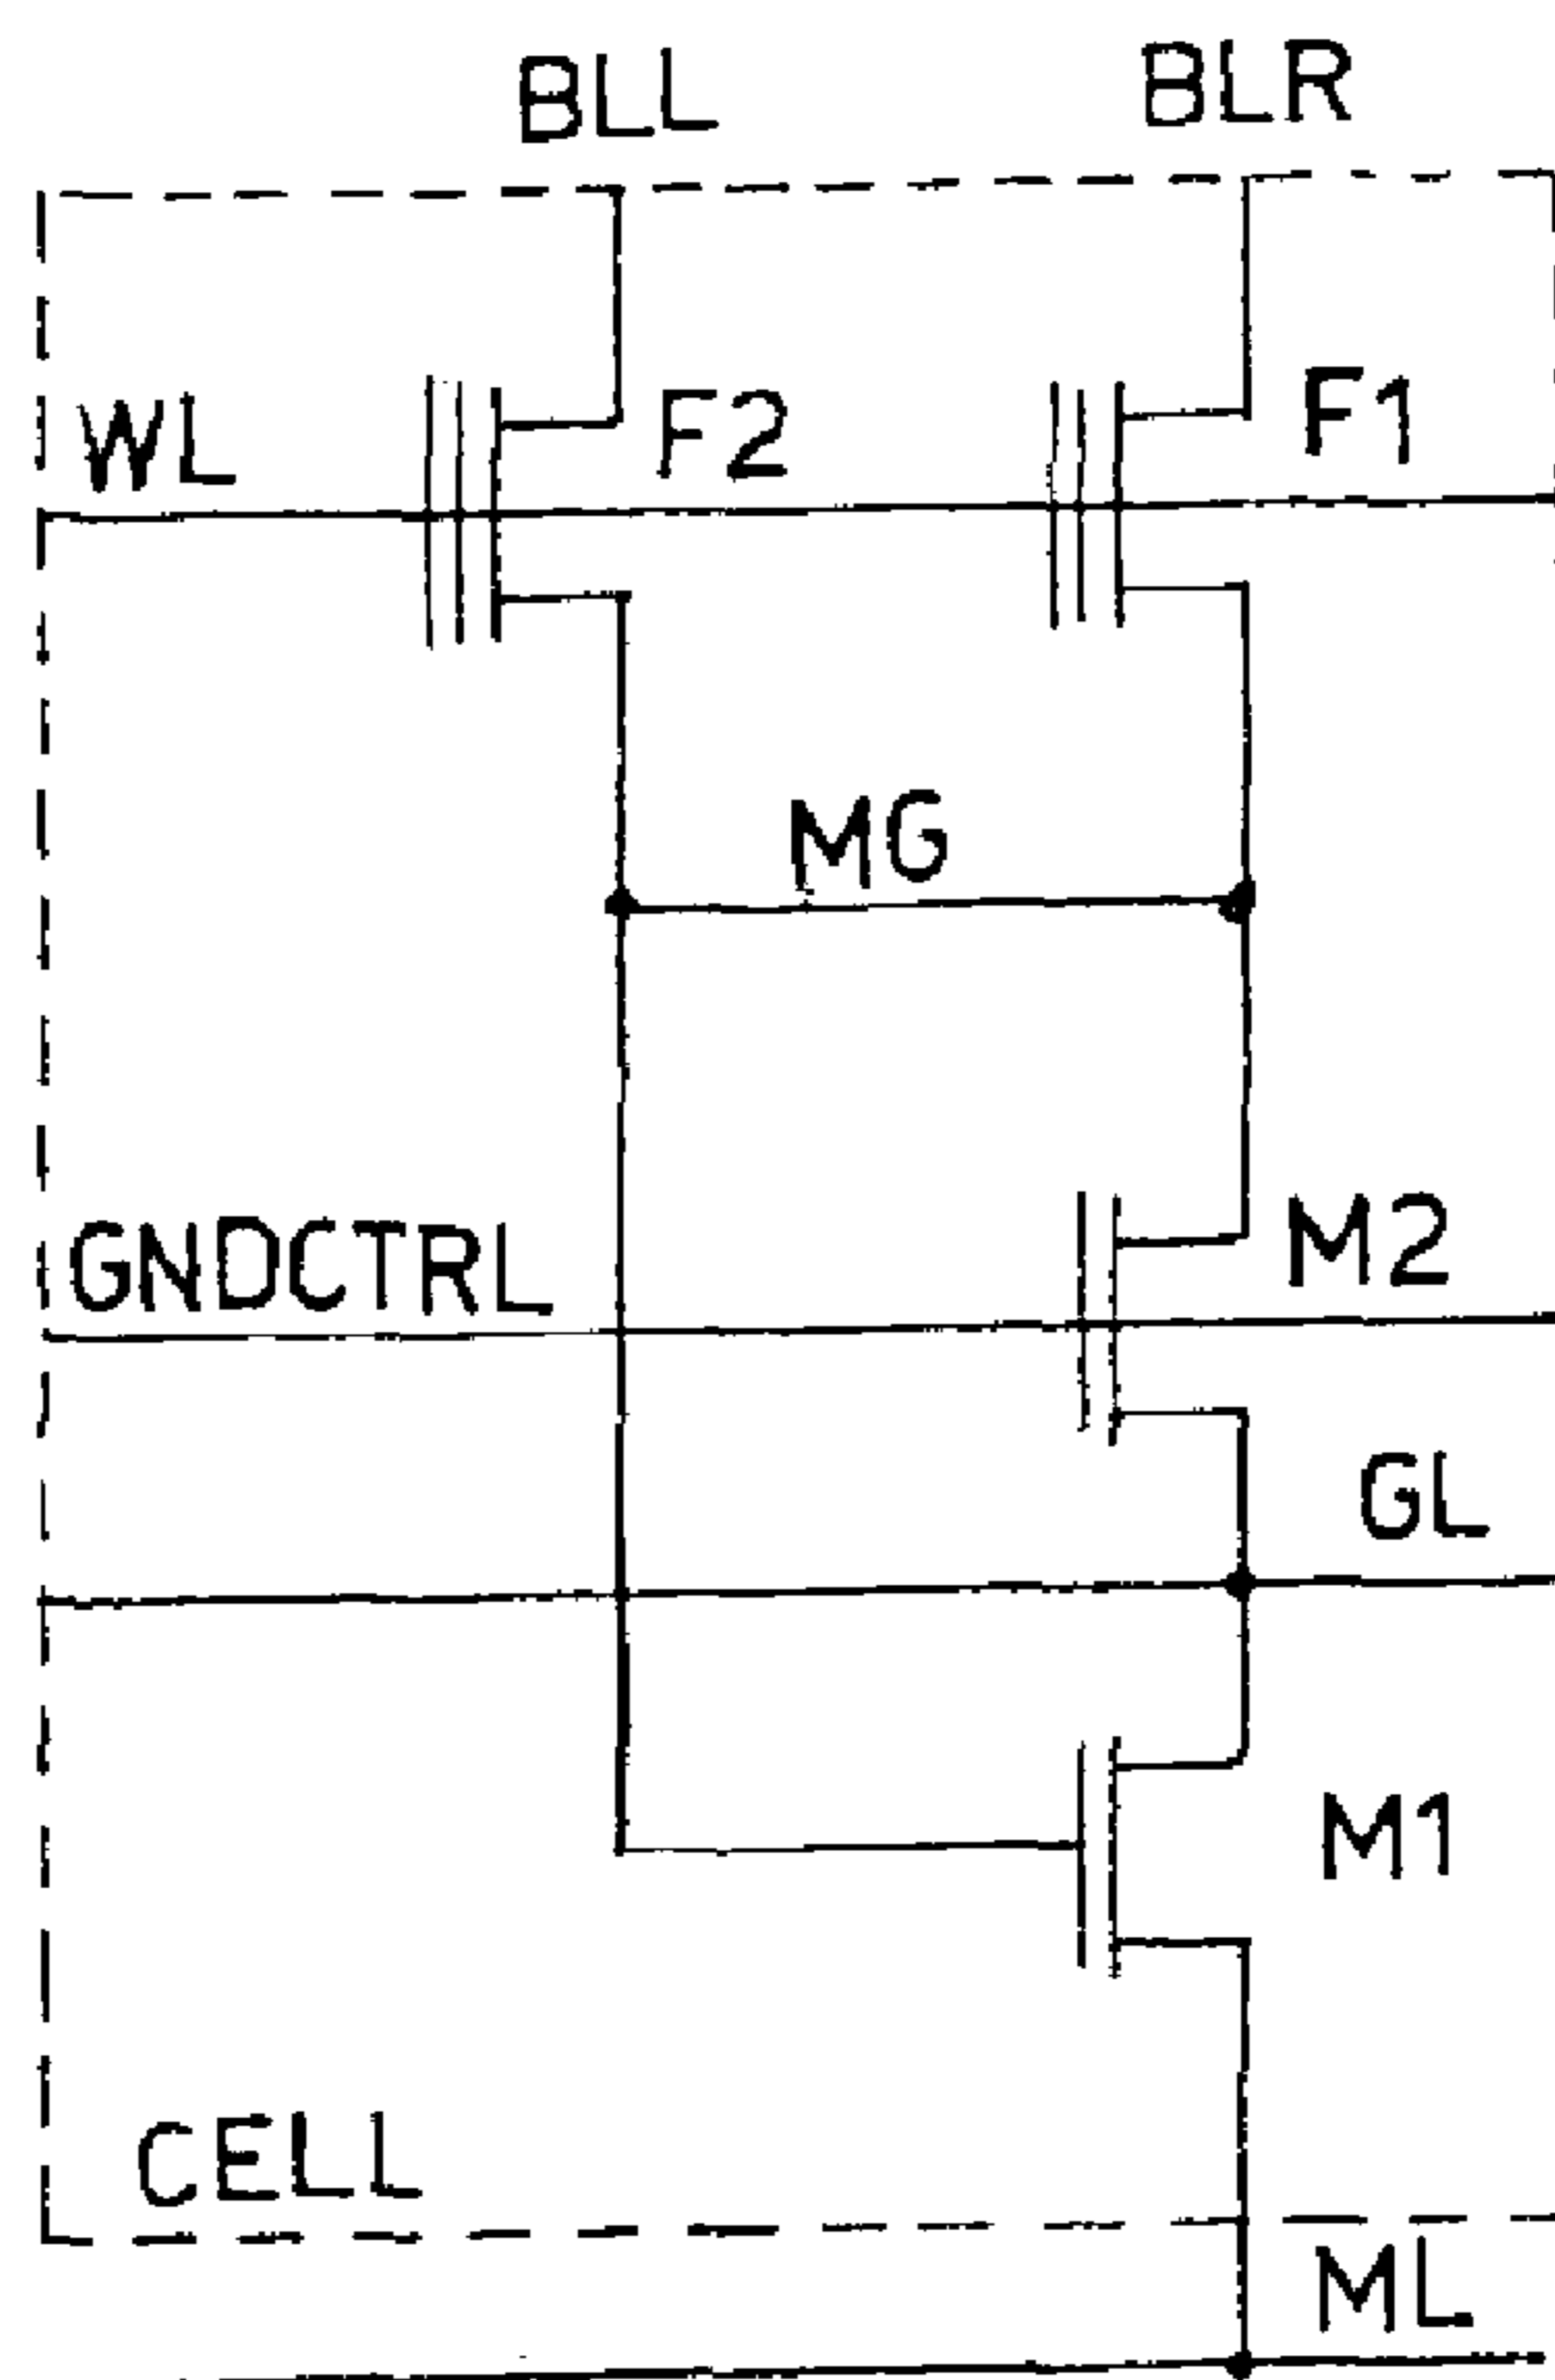 BLL BLR
WL F2 F1
MG
GNDCTRL M2
GL
M1
CELL
ML